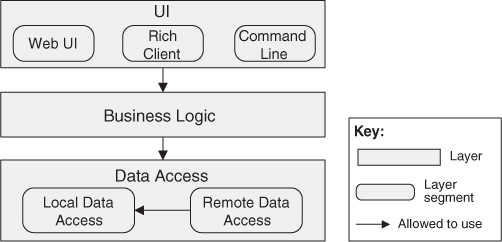 UI
Web UI
Rich
Client
Command
Line
Business Logic
Data Access
Local Data
Access
Remote Data
Access
Key:
Layer
Layer
segment
Allowed to use